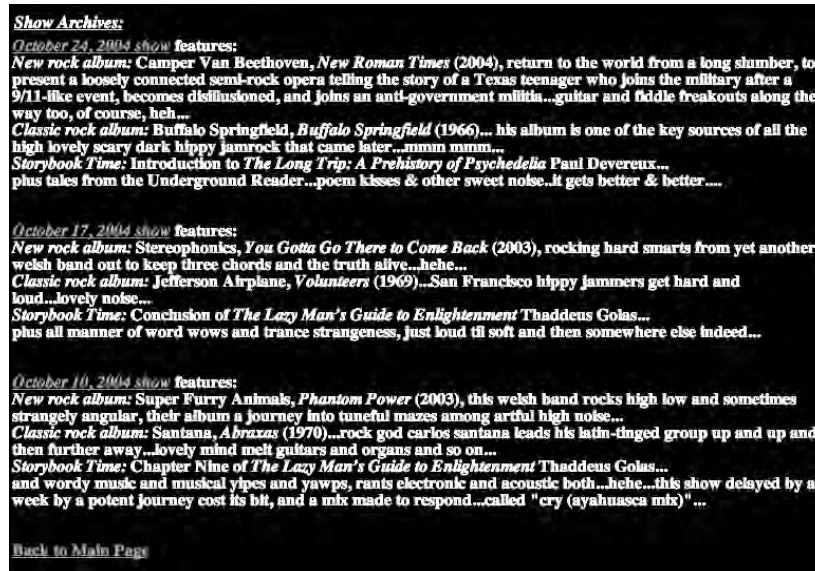 Show Archives:
October 24, 2004 show features:
New rock album: Camper Van Beethoven, New Roman Times (2004), return to the world from a long slumber, to
present a loosely connected semi-rock opera telling the story of a Texas teenager who joins the military after a
9/11-like event, becomes disillusioned, and joins an anti-government militia...guitar and fiddle freakouts along the
way too, of course, heh...
Classic rock album: Buffalo Springfield, Buffalo Springfield (1966)... his album is one of the key sources of all the
high lovely scary dark hippy jamrock that came later...mmm mmm...
Storybook Time: Introduction to The Long Trip: A Prehistory of Psychedelia Paul Devereux...
plus tales from the Underground Reader...poem kisses & other sweet noise..it gets better & better....
October 17, 2004 show features:
New rock album: Stereophonics, You Gotta Go There to Come Back (2003), rocking hard smarts from yet another
welsh band out to keep three chords and the truth alive...hehe...
Classic rock album: Jefferson Airplane, Volunteers (1969)...San Francisco hippy jammers get hard and
loud...lovely noise...
Storybook Time: Conclusion of The Lazy Man's Guide to Enlightenment Thaddeus Golas...
plus all manner of word wows and trance strangeness, just loud til soft and then somewhere else indeed...
October 10, 2004 show features:
New rock album: Super Furry Animals, Phantom Power (2003), this welsh band rocks high low and sometimes
strangely angular, their album a journey into tuneful mazes among artful high noise...
Classic rock album: Santana, Abraxas (1970)...rock god carlos santana leads his latin-tinged group up and up and
then further away...lovely mind melt guitars and organs and so on...
Storybook Time: Chapter Nine of The Lazy Man's Guide to Enlightenment Thaddeus Golas...
and wordy music and musical yipes and yawps, rants electronic and acoustic both...hehe...this show delayed by a
week by a potent journey cost its bit, and a mix made to respond...called "cry (ayahuasca mix)"...
Back to Main Page